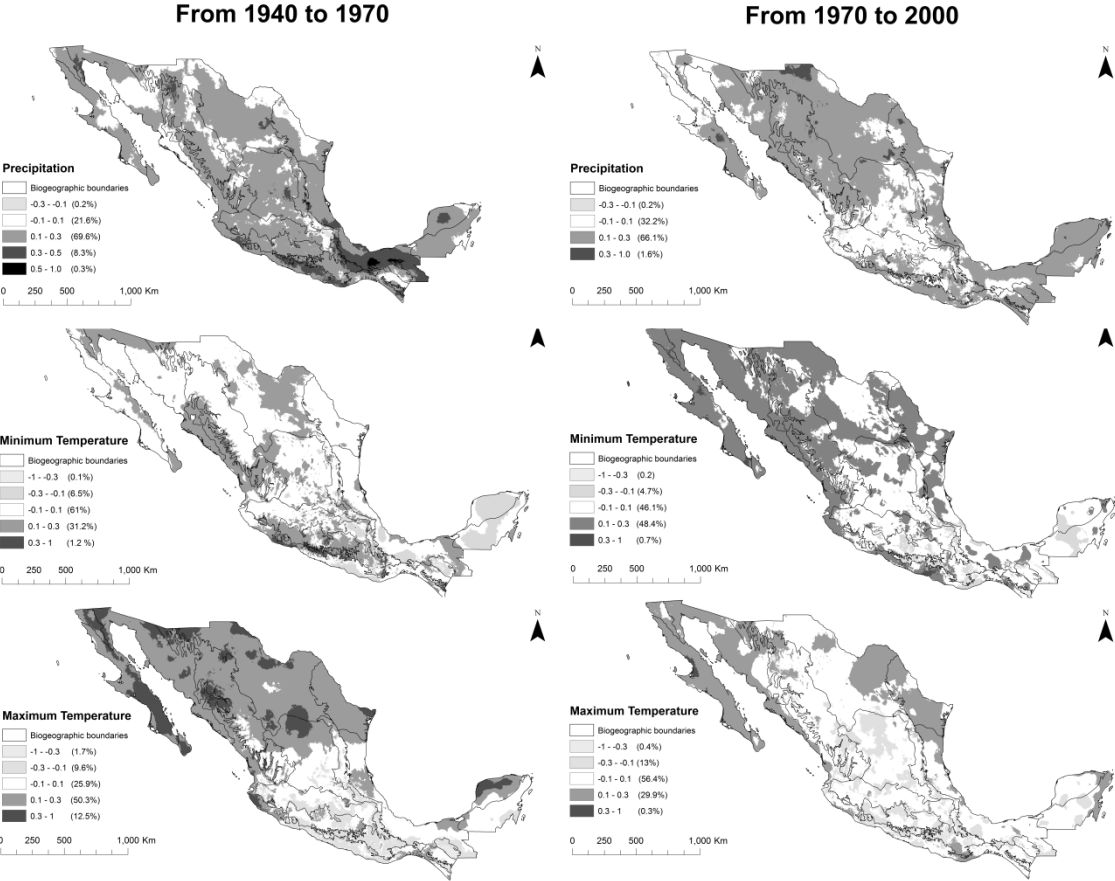 From 1940 to 1970
From 1970 to 2000
N
Precipitation
Biogeographic boundaries
-0.3 - -0.1 (0.2%)
-0.1 - 0.1 (21.6%)
0.1 - 0.3 (69.6%)
0.3 - 0.5 (8.3%)
0.5 - 1.0 (0.3%)
0 250 500 1,000 Km
N
Precipitation
Biogeographic boundaries
-0.3 - -0.1 (0.2%)
-0.1 - 0.1 (32.2%)
0.1 - 0.3 (66.1%)
0.3 - 1.0 (1.6%)
0 250 500 1,000 Km
Minimum Temperature
Biogeographic boundaries
-1 - -0.3 (0.1%)
-0.3 - -0.1 (6.5%)
-0.1 - 0.1 (61%)
0.1 - 0.3 (31.2%)
0.3 - 1 (1.2 %)
0 250 500 1,000 Km
Minimum Temperature
Biogeographic boundaries
-1 - -0.3 (0.2)
-0.3 - -0.1 (4.7%)
-0.1 - 0.1 (46.1%)
0.1 - 0.3 (48.4%)
0.3 - 1 (0.7%)
0 250 500 1,000 Km
N
Maximum Temperature
Biogeographic boundaries
-1 - -0.3 (1.7%)
-0.3 - -0.1 (9.6%)
-0.1 - 0.1 (25.9%)
0.1 - 0.3 (50.3%)
0.3 - 1 (12.5%)
0 250 500 1,000 Km
N
Maximum Temperature
Biogeographic boundaries
-1 - -0.3 (0.4%)
-0.3 - -0.1 (13%)
-0.1 - 0.1 (56.4%)
0.1 - 0.3 (29.9%)
0.3 - 1 (0.3%)
0 250 500 1,000 Km